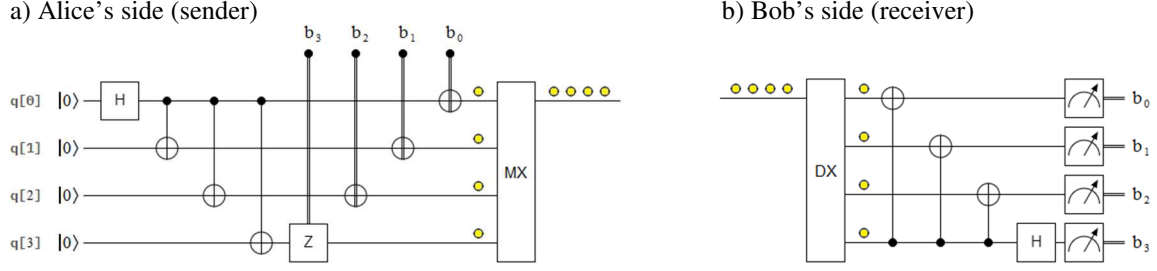 a) Alice's side (sender)
b) Bob's side (receiver)
b3 b2 b1 b0
q[0] |0⟩ H
q[1] |0⟩
q[2] |0⟩
q[3] |0⟩ Z
MX
DX
H
b0
b1
b2
b3